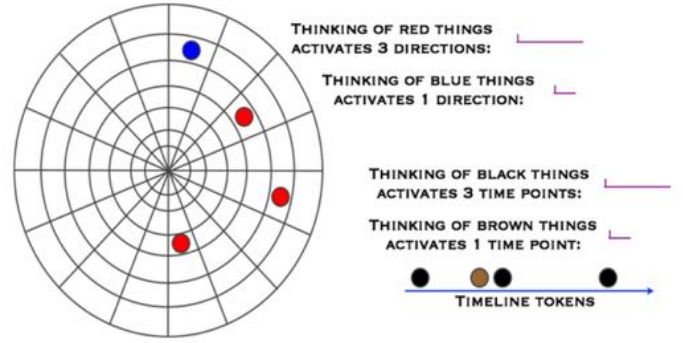 THINKING OF RED THINGS
ACTIVATES 3 DIRECTIONS:
THINKING OF BLUE THINGS
ACTIVATES 1 DIRECTION:
THINKING OF BLACK THINGS
ACTIVATES 3 TIME POINTS:
THINKING OF BROWN THINGS
ACTIVATES 1 TIME POINT:
TIMELINE TOKENS